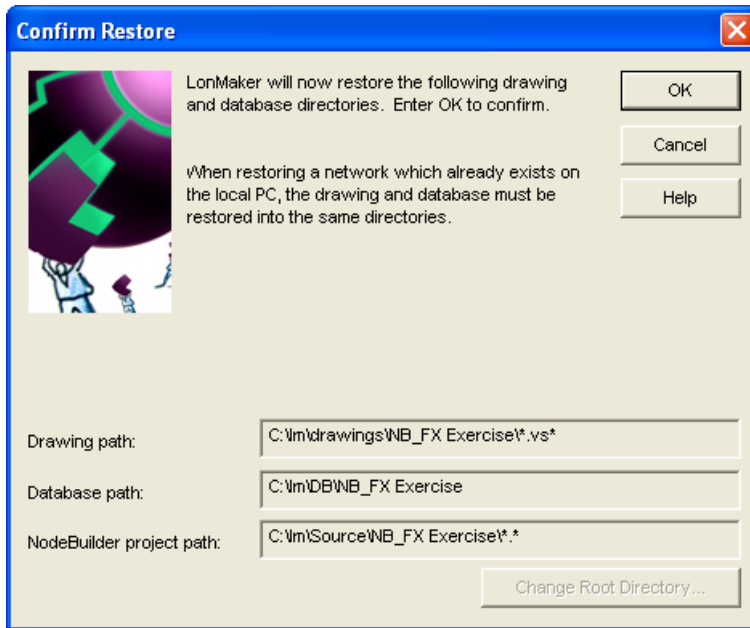 Confirm Restore
LonMaker will now restore the following drawing
and database directories. Enter OK to confirm.
When restoring a network which already exists on
the local PC, the drawing and database must be
restored into the same directories.
OK
Cancel
Help
Drawing path: C:\lm\drawings\NB_FX Exercise\*.vs*
Database path: C:\lm\DB\NB_FX Exercise
NodeBuilder project path: C:\lm\Source\NB_FX Exercise\*.*
Change Root Directory...